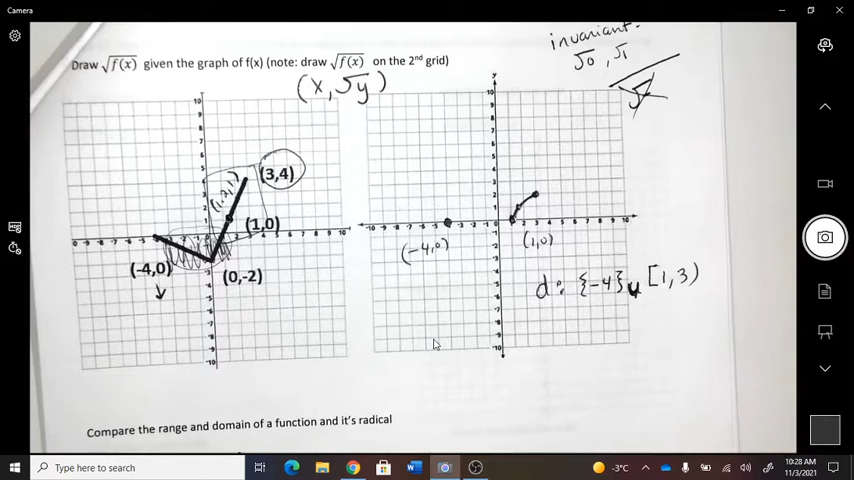 Camera
invariant-
√0 , √1
Draw √f(x) given the graph of f(x) (note: draw √f(x) on the 2nd grid)
(x, √y)
(3,4)
(1,0)
(-4,0)
(0,-2)
(-4,0)
(1,0)
d: {-4} u [1,3)
Compare the range and domain of a function and it's radical
Type here to search
-3°C
10:28 AM
11/3/2021